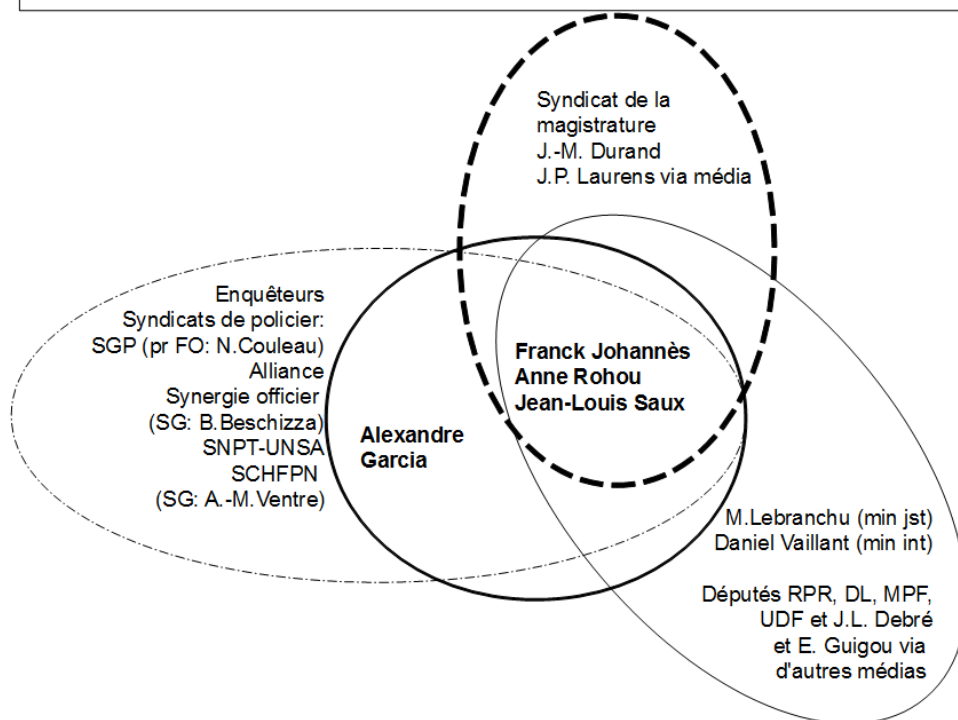 Syndicat de la
magistrature
J.-M. Durand
J.P. Laurens via média
Enquêteurs
Syndicats de policier:
SGP (pr FO: N.Couleau)
Alliance
Synergie officier
(SG: B.Beschizza)
SNPT-UNSA
SCHFPN
(SG: A.-M.Ventre)
Alexandre
Garcia
Franck Johannès
Anne Rohou
Jean-Louis Saux
M.Lebranchu (min jst)
Daniel Vaillant (min int)
Députés RPR, DL, MPF,
UDF et J.L. Debré
et E. Guigou via
d'autres médias